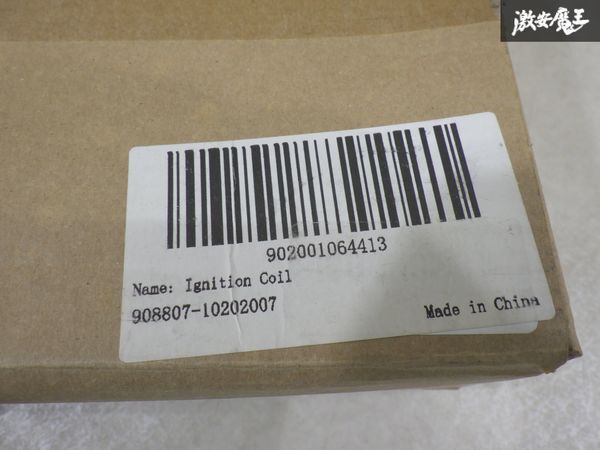 激安魔王
902001064413
Name: Ignition Coil
908807-10202007
Made in China